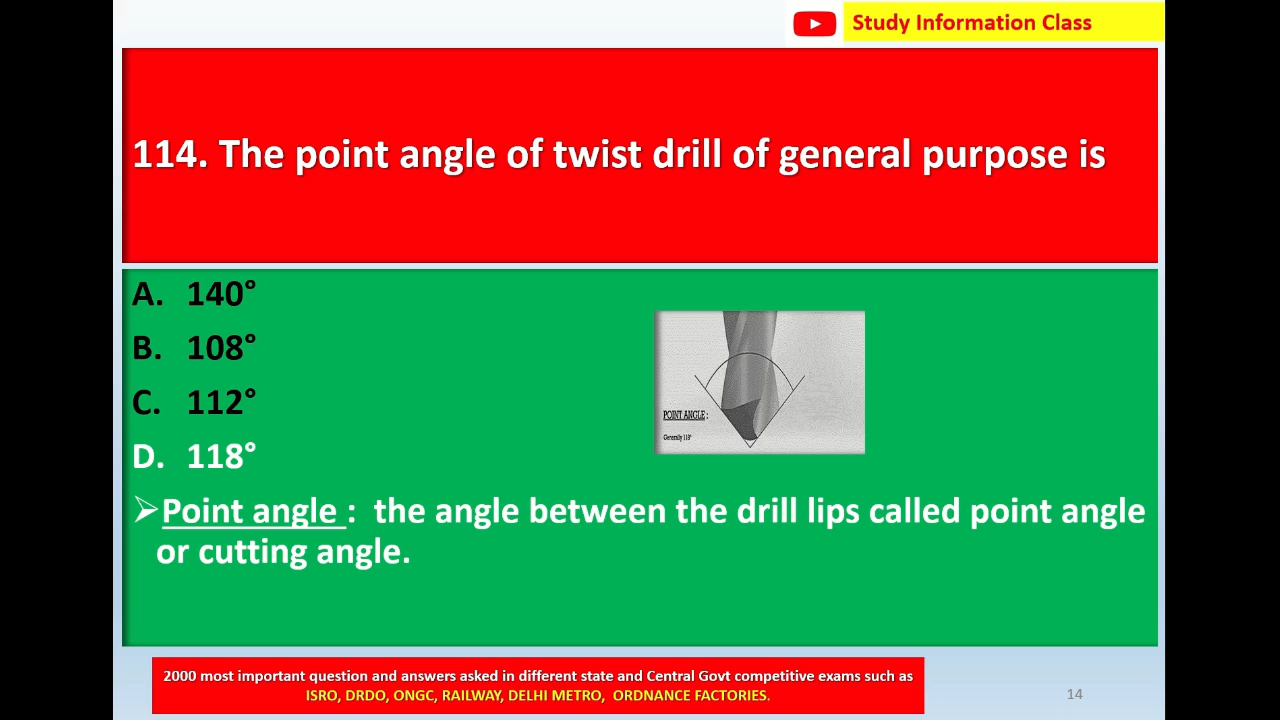 Study Information Class
114. The point angle of twist drill of general purpose is
A. 140°
B. 108°
C. 112°
D. 118°
POINT ANGLE :
Generally 118°
➢Point angle : the angle between the drill lips called point angle
or cutting angle.
2000 most important question and answers asked in different state and Central Govt competitive exams such as
ISRO, DRDO, ONGC, RAILWAY, DELHI METRO, ORDNANCE FACTORIES.
14